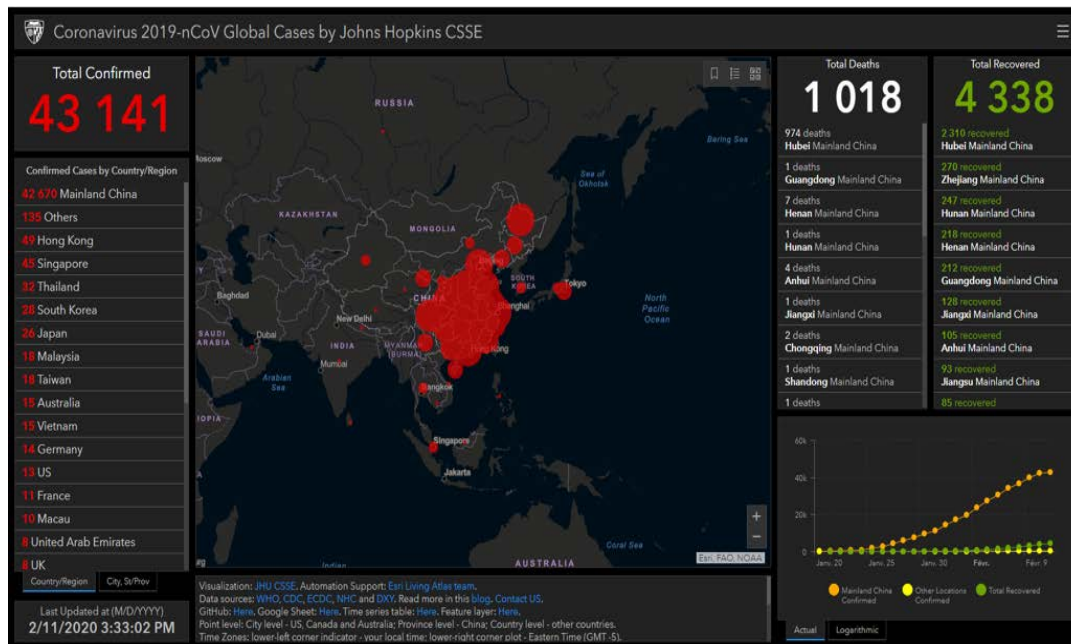 Coronavirus 2019-nCoV Global Cases by Johns Hopkins CSSE
Total Confirmed
43 141
Confirmed Cases by Country/Region
42 670 Mainland China
135 Others
49 Hong Kong
45 Singapore
32 Thailand
28 South Korea
26 Japan
18 Malaysia
18 Taiwan
15 Australia
15 Vietnam
14 Germany
13 US
11 France
10 Macau
8 United Arab Emirates
8 UK
Country/Region
City, St/Prov
Last Updated at (M/D/YYYY)
2/11/2020 3:33:02 PM
RUSSIA
Bering Sea
Moscow
Sea of
Okhotsk
KAZAKHSTAN
MONGOLIA
SOUTH
KOREA
Tokyo
CHINA
Shanghai
Baghdad
New Delhi
North
Pacific
Ocean
SAUDI
ARABIA
Dubai
INDIA
MYANMAR
(BURMA)
Hong Kong
Mumbai
Arabian
Sea
Bangkok
IOPIA
Singapore
Jakarta
Coral Sea
Indian
AUSTRALIA
+
−
Esri, FAO, NOAA
Visualization: JHU CSSE. Automation Support: Esri Living Atlas team.
Data sources: WHO, CDC, ECDC, NHC and DXY. Read more in this blog. Contact US.
GitHub: Here. Google Sheet: Here. Time series table: Here. Feature layer: Here.
Point level: City level - US, Canada and Australia; Province level - China; Country level - other countries.
Time Zones: lower-left corner indicator - your local time; lower-right corner plot - Eastern Time (GMT -5).
Total Deaths
1 018
974 deaths
Hubei Mainland China
1 deaths
Guangdong Mainland China
7 deaths
Henan Mainland China
1 deaths
Hunan Mainland China
4 deaths
Anhui Mainland China
1 deaths
Jiangxi Mainland China
2 deaths
Chongqing Mainland China
1 deaths
Shandong Mainland China
1 deaths
Total Recovered
4 338
2 310 recovered
Hubei Mainland China
270 recovered
Zhejiang Mainland China
247 recovered
Hunan Mainland China
218 recovered
Henan Mainland China
212 recovered
Guangdong Mainland China
128 recovered
Jiangxi Mainland China
105 recovered
Anhui Mainland China
93 recovered
Jiangsu Mainland China
85 recovered
60k
40k
20k
0
Janv. 20
Janv. 25
Janv. 30
Févr.
Févr. 9
Mainland China
Confirmed
Other Locations
Confirmed
Total Recovered
Actual
Logarithmic